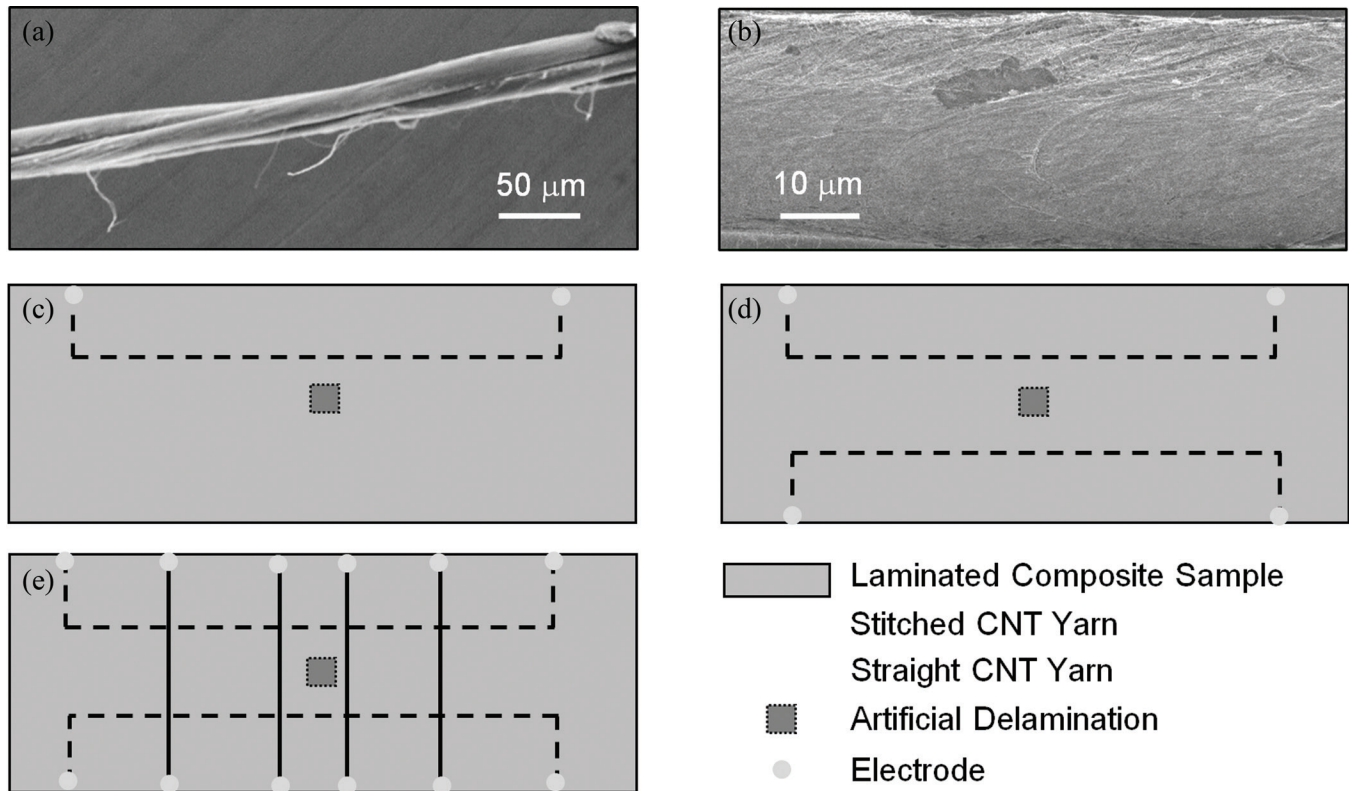 (a)
50 μm
(b)
10 μm
(c)
(d)
(e)
Laminated Composite Sample
Stitched CNT Yarn
Straight CNT Yarn
Artificial Delamination
Electrode